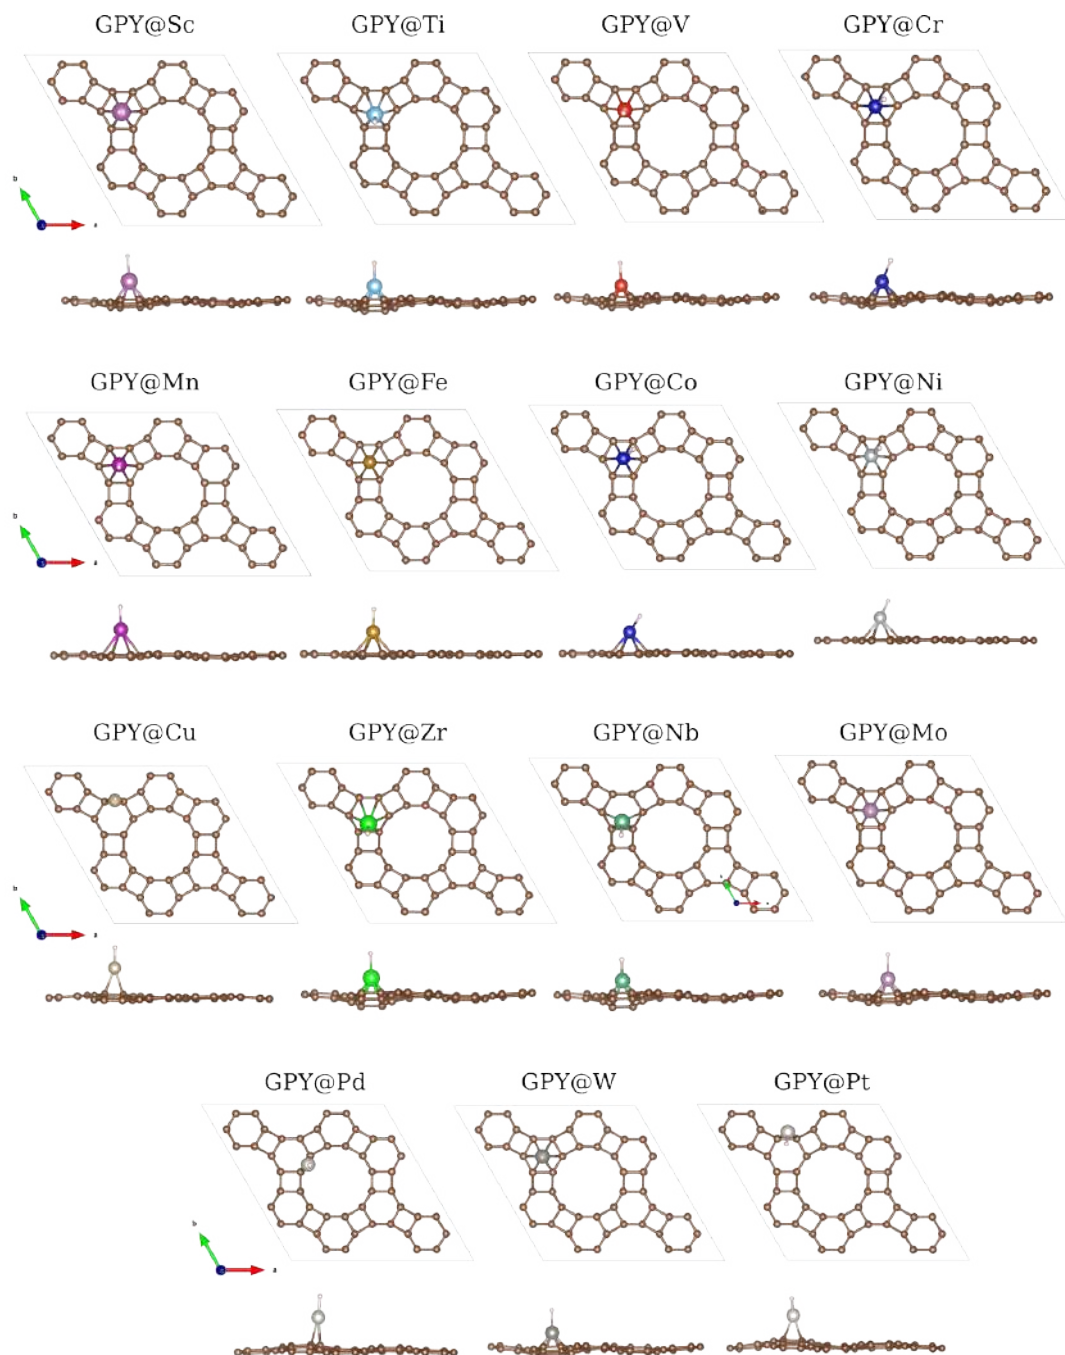 GPY@Sc GPY@Ti GPY@V GPY@Cr
b
a
GPY@Mn GPY@Fe GPY@Co GPY@Ni
b
a
GPY@Cu GPY@Zr GPY@Nb GPY@Mo
b
a
GPY@Pd GPY@W GPY@Pt
b
a